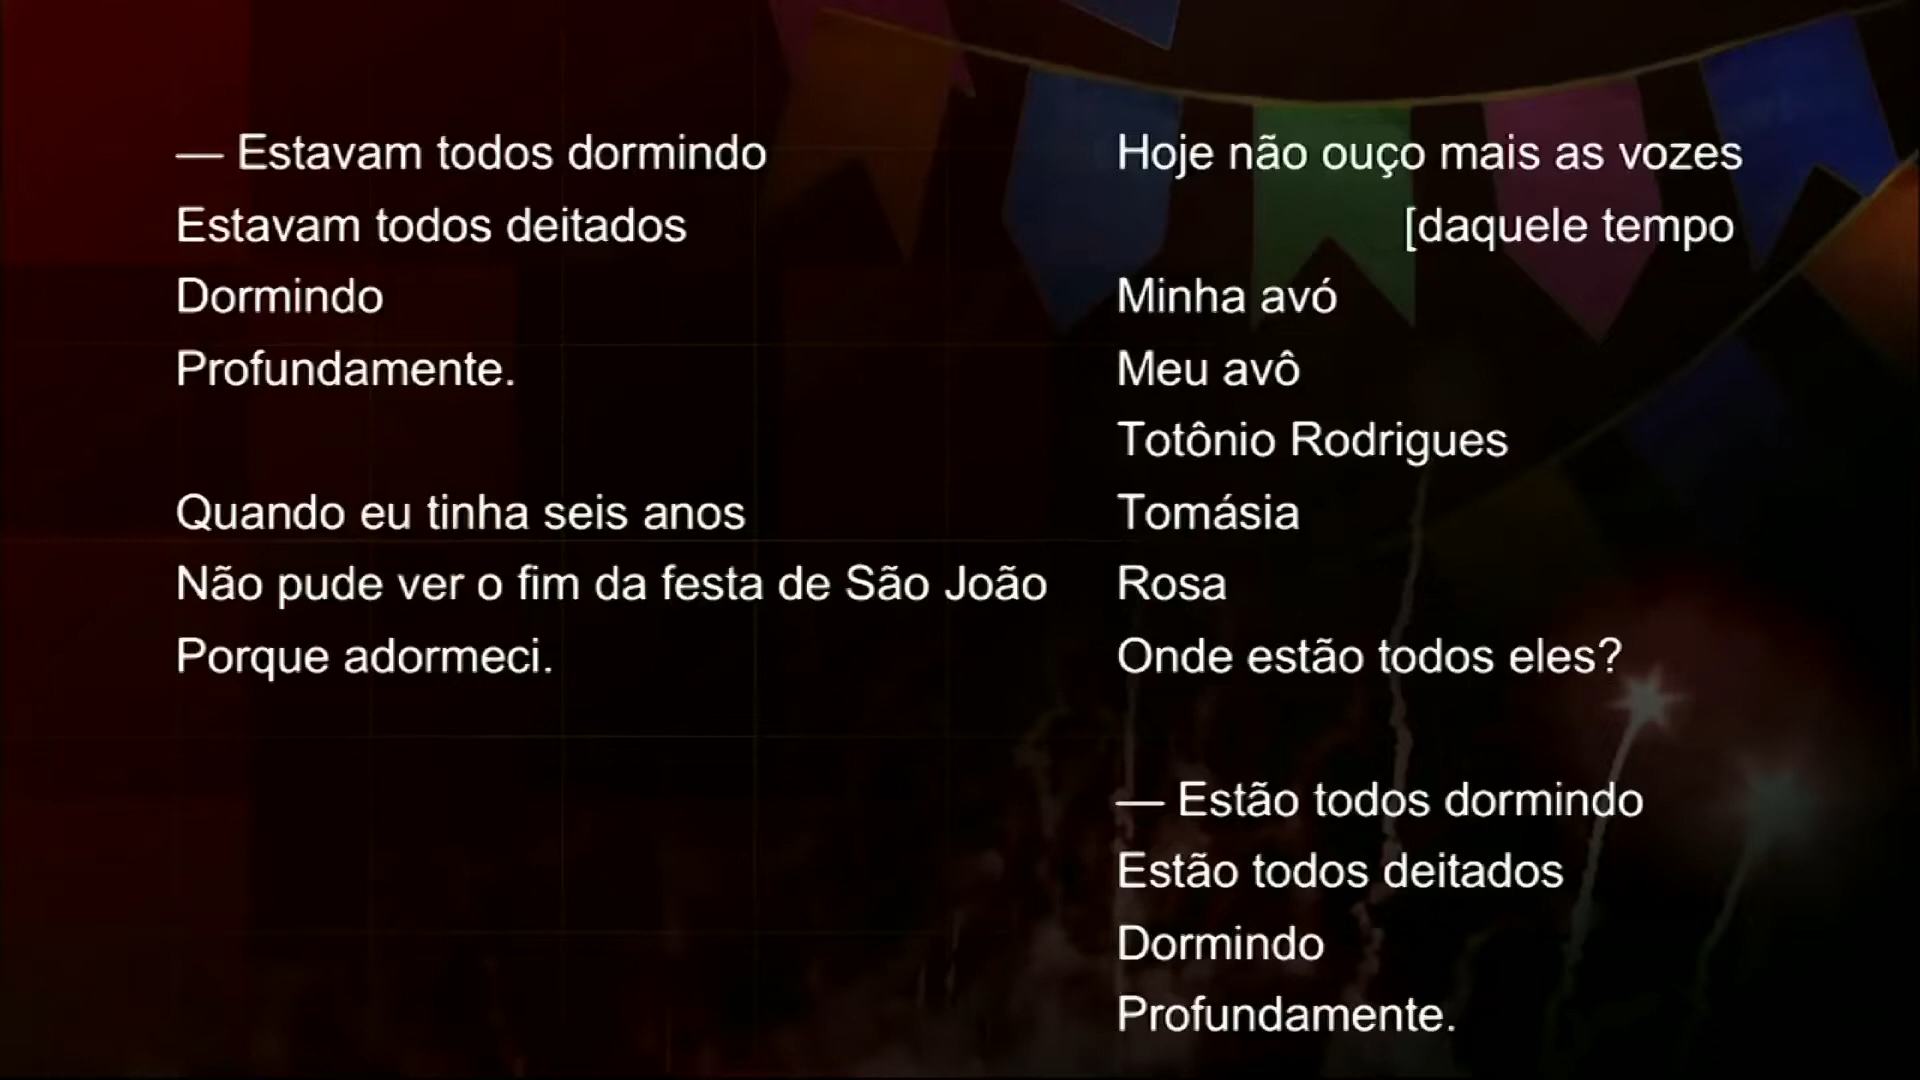 — Estavam todos dormindo
Estavam todos deitados
Dormindo
Profundamente.
Quando eu tinha seis anos
Não pude ver o fim da festa de São João
Porque adormeci.
Hoje não ouço mais as vozes
[daquele tempo
Minha avó
Meu avô
Totônio Rodrigues
Tomásia
Rosa
Onde estão todos eles?
— Estão todos dormindo
Estão todos deitados
Dormindo
Profundamente.